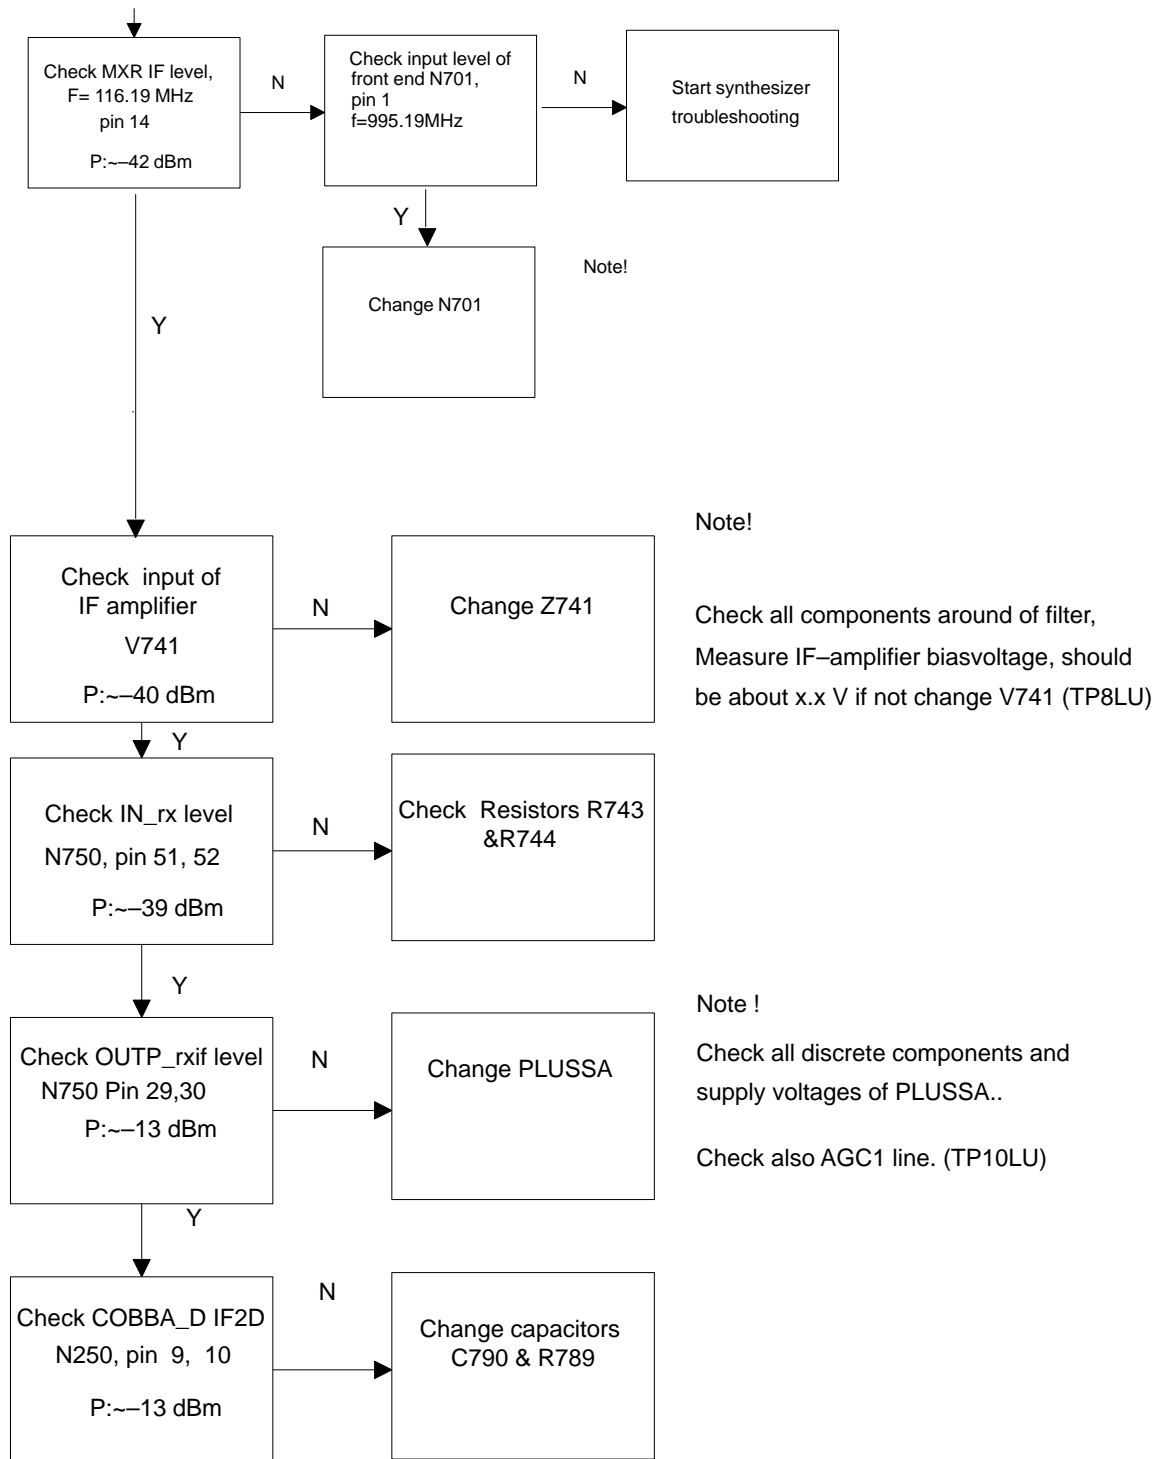 Check MXR IF level,
F= 116.19 MHz
pin 14
P:~–42 dBm
N
Check input level of
front end N701,
pin 1
f=995.19MHz
N
Start synthesizer
troubleshooting
Y
Change N701
Note!
Y
Check input of
IF amplifier
V741
P:~–40 dBm
N
Change Z741
Note!
Check all components around of filter,
Measure IF–amplifier biasvoltage, should
be about x.x V if not change V741 (TP8LU)
Y
Check IN_rx level
N750, pin 51, 52
P:~–39 dBm
N
Check Resistors R743
&R744
Y
Check OUTP_rxif level
N750 Pin 29,30
P:~–13 dBm
N
Change PLUSSA
Note !
Check all discrete components and
supply voltages of PLUSSA..
Check also AGC1 line. (TP10LU)
Y
Check COBBA_D IF2D
N250, pin 9, 10
P:~–13 dBm
N
Change capacitors
C790 & R789